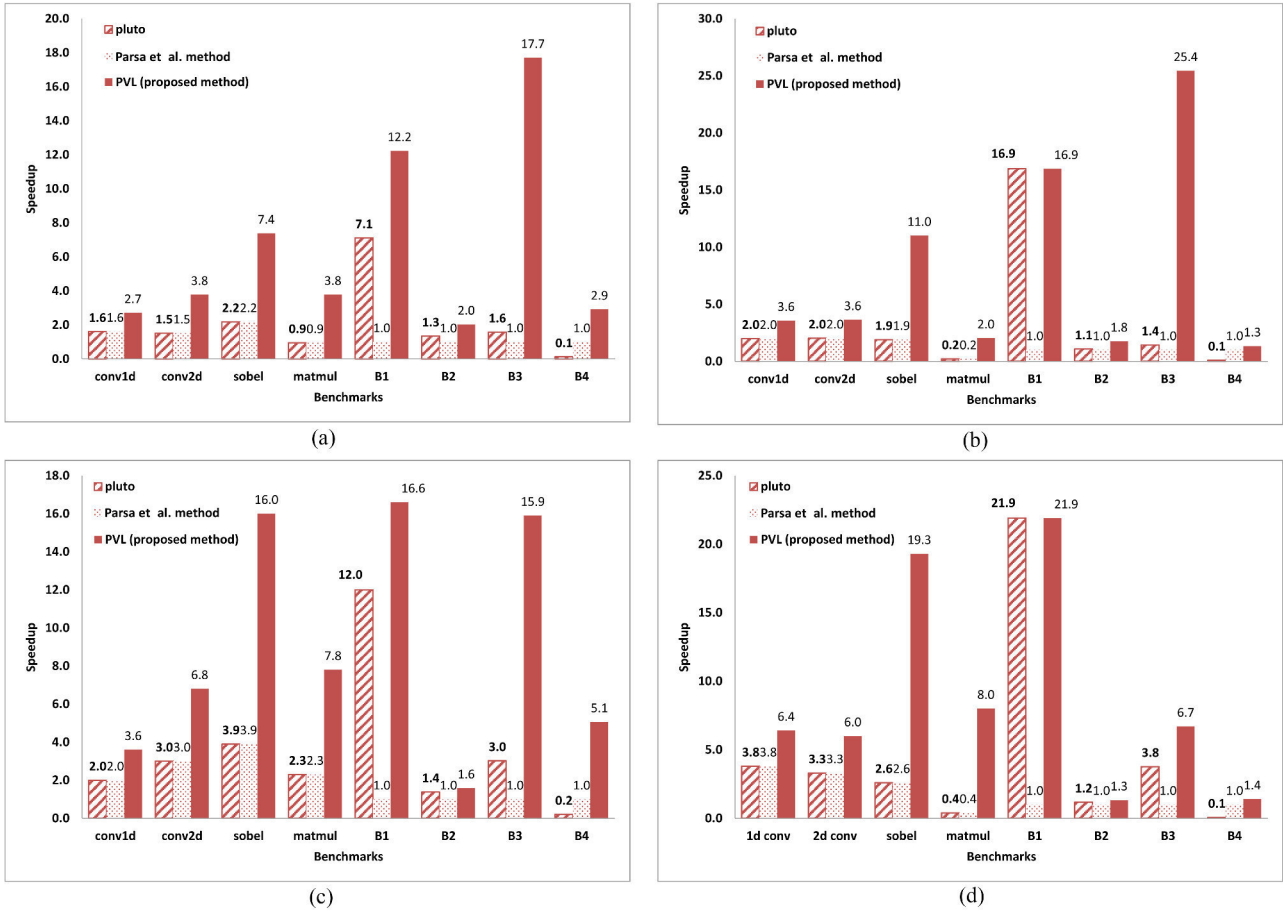 20.0
18.0
16.0
14.0
12.0
10.0
8.0
6.0
4.0
2.0
0.0
Speedup
pluto
Parsa et al. method
PVL (proposed method)
1.6 1.6 2.7
1.5 1.5 3.8
2.2 2.2 7.4
0.9 0.9 3.8
7.1 1.0 12.2
1.3 1.0 2.0
1.6 1.0 17.7
0.1 1.0 2.9
conv1d conv2d sobel matmul B1 B2 B3 B4
Benchmarks
(a)
30.0
25.0
20.0
15.0
10.0
5.0
0.0
Speedup
pluto
Parsa et al. method
PVL (proposed method)
2.0 2.0 3.6
2.0 2.0 3.6
1.9 1.9 11.0
0.2 0.2 2.0
16.9 1.0 16.9
1.1 1.0 1.8
1.4 1.0 25.4
0.1 1.0 1.3
conv1d conv2d sobel matmul B1 B2 B3 B4
Benchmarks
(b)
18.0
16.0
14.0
12.0
10.0
8.0
6.0
4.0
2.0
0.0
Speedup
pluto
Parsa et al. method
PVL (proposed method)
2.0 2.0 3.6
3.0 3.0 6.8
3.9 3.9 16.0
2.3 2.3 7.8
12.0 1.0 16.6
1.4 1.0 1.6
3.0 1.0 15.9
0.2 1.0 5.1
conv1d conv2d sobel matmul B1 B2 B3 B4
Benchmarks
(c)
25.0
20.0
15.0
10.0
5.0
0.0
Speedup
pluto
Parsa et al. method
PVL (proposed method)
3.8 3.8 6.4
3.3 3.3 6.0
2.6 2.6 19.3
0.4 0.4 8.0
21.9 1.0 21.9
1.2 1.0 1.3
3.8 1.0 6.7
0.1 1.0 1.4
1d conv 2d conv sobel matmul B1 B2 B3 B4
Benchmarks
(d)